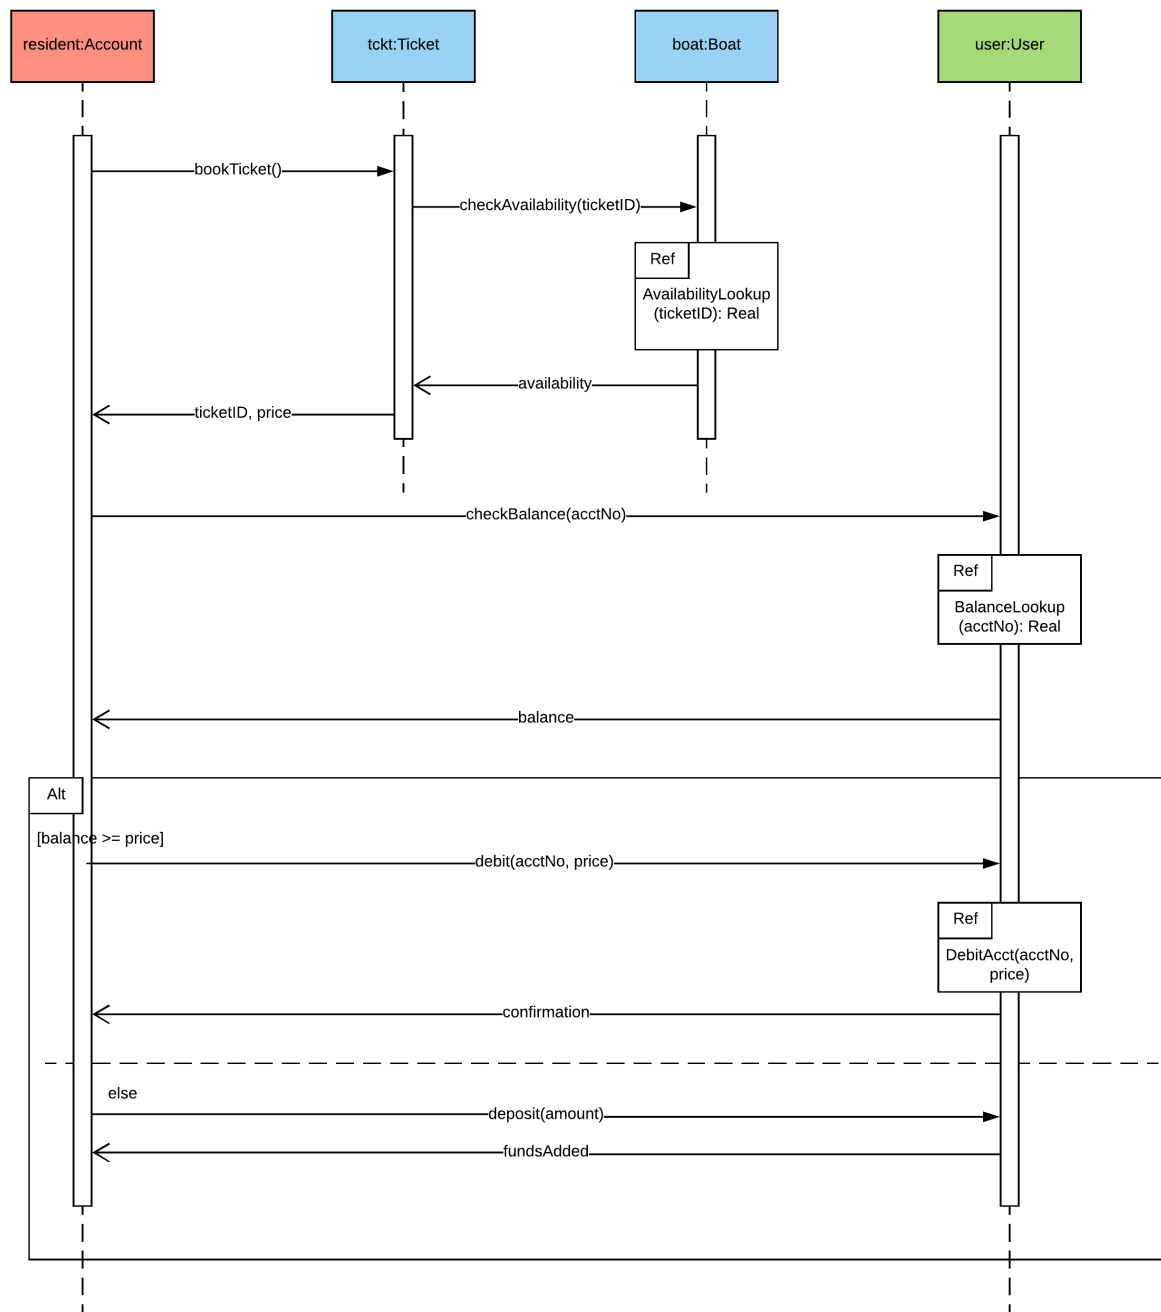 resident:Account
tckt:Ticket
boat:Boat
user:User
bookTicket()
checkAvailability(ticketID)
Ref
AvailabilityLookup
(ticketID): Real
availability
ticketID, price
checkBalance(acctNo)
Ref
BalanceLookup
(acctNo): Real
balance
Alt
[balance >= price]
debit(acctNo, price)
Ref
DebitAcct(acctNo,
price)
confirmation
else
deposit(amount)
fundsAdded